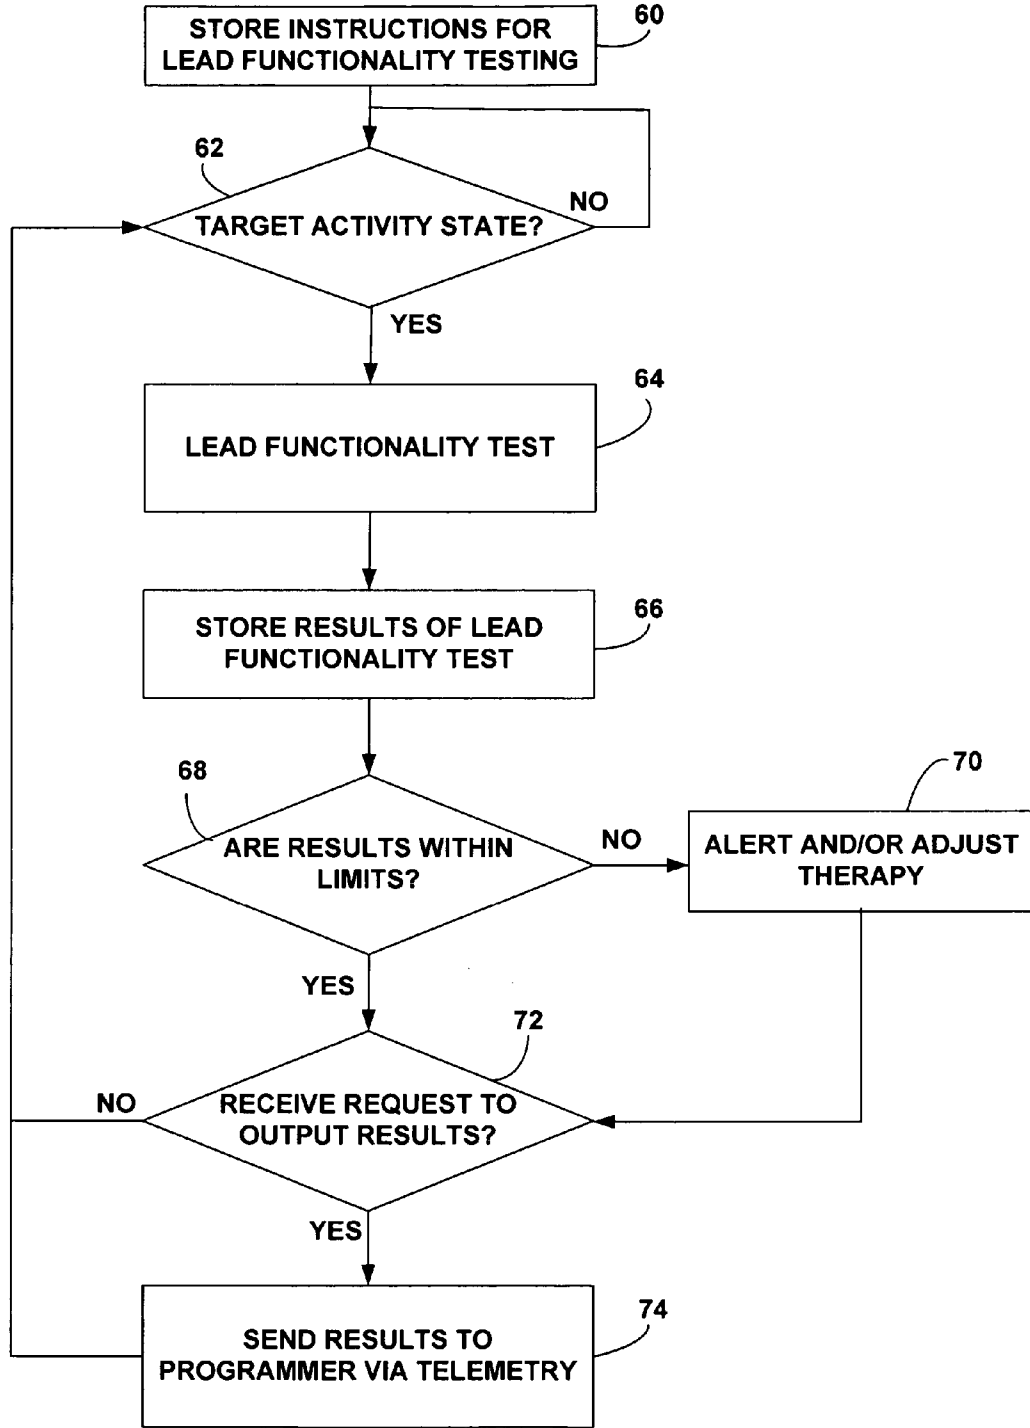 STORE INSTRUCTIONS FOR
LEAD FUNCTIONALITY TESTING
60
62
TARGET ACTIVITY STATE?
NO
YES
64
LEAD FUNCTIONALITY TEST
66
STORE RESULTS OF LEAD
FUNCTIONALITY TEST
68
ARE RESULTS WITHIN
LIMITS?
NO
70
ALERT AND/OR ADJUST
THERAPY
YES
72
NO
RECEIVE REQUEST TO
OUTPUT RESULTS?
YES
74
SEND RESULTS TO
PROGRAMMER VIA TELEMETRY